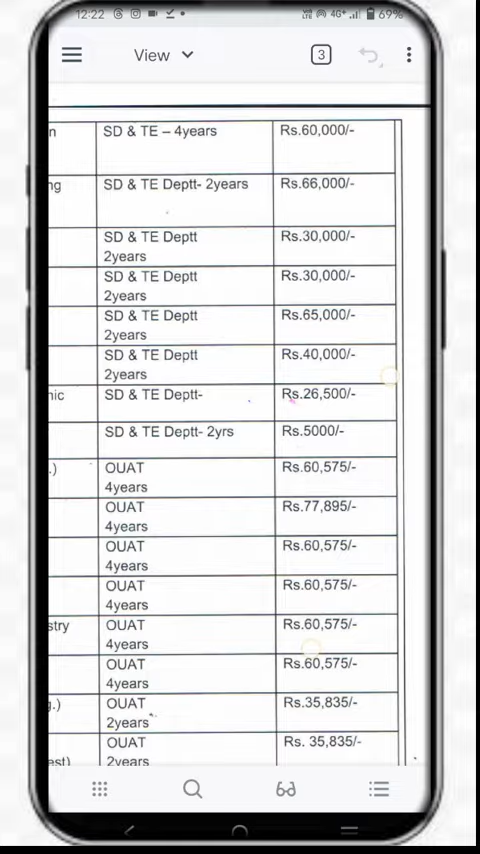 12:22
4G+
69%
View
3
n SD & TE – 4years Rs.60,000/-
ng SD & TE Deptt- 2years Rs.66,000/-
SD & TE Deptt Rs.30,000/-
2years
SD & TE Deptt Rs.30,000/-
2years
SD & TE Deptt Rs.65,000/-
2years
SD & TE Deptt Rs.40,000/-
2years
nic SD & TE Deptt- Rs.26,500/-
SD & TE Deptt- 2yrs Rs.5000/-
.) OUAT Rs.60,575/-
4years
OUAT Rs.77,895/-
4years
OUAT Rs.60,575/-
4years
OUAT Rs.60,575/-
4years
stry OUAT Rs.60,575/-
4years
OUAT Rs.60,575/-
4years
g.) OUAT Rs.35,835/-
2years
OUAT Rs. 35,835/-
est) 2years